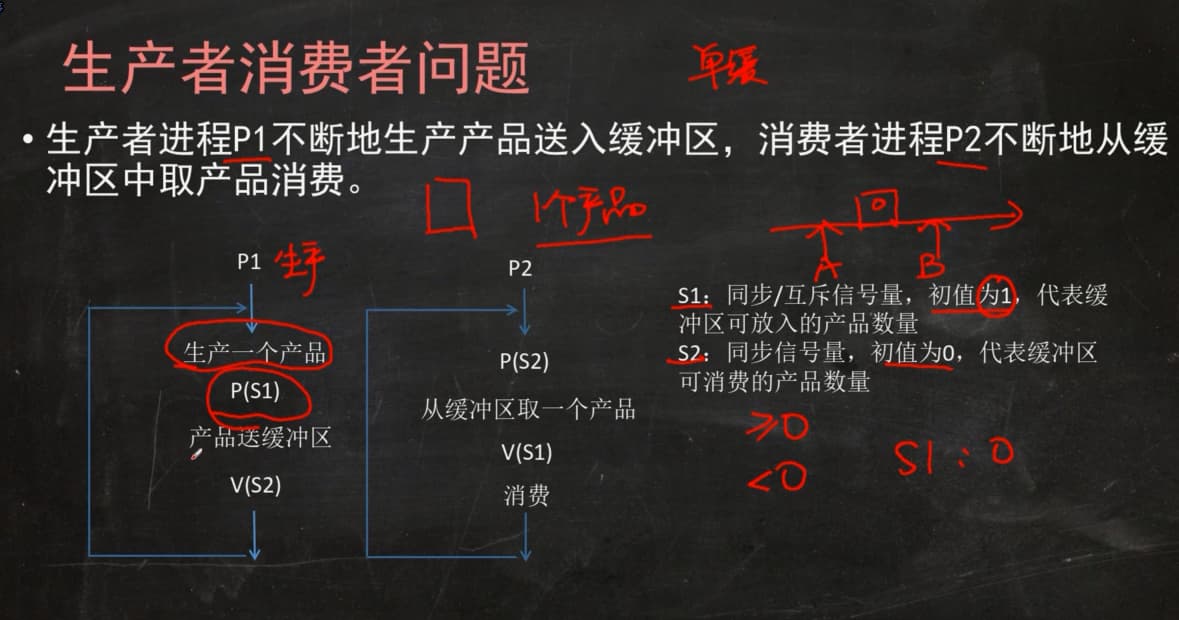 生产者消费者问题
单缓
• 生产者进程P1不断地生产产品送入缓冲区，消费者进程P2不断地从缓
冲区中取产品消费。
1个产品
A
B
P1
生产
P2
生产一个产品
P(S1)
产品送缓冲区
V(S2)
P(S2)
从缓冲区取一个产品
V(S1)
消费
S1：同步/互斥信号量，初值为1，代表缓
冲区可放入的产品数量
S2：同步信号量，初值为0，代表缓冲区
可消费的产品数量
≥0
<0
S1：0